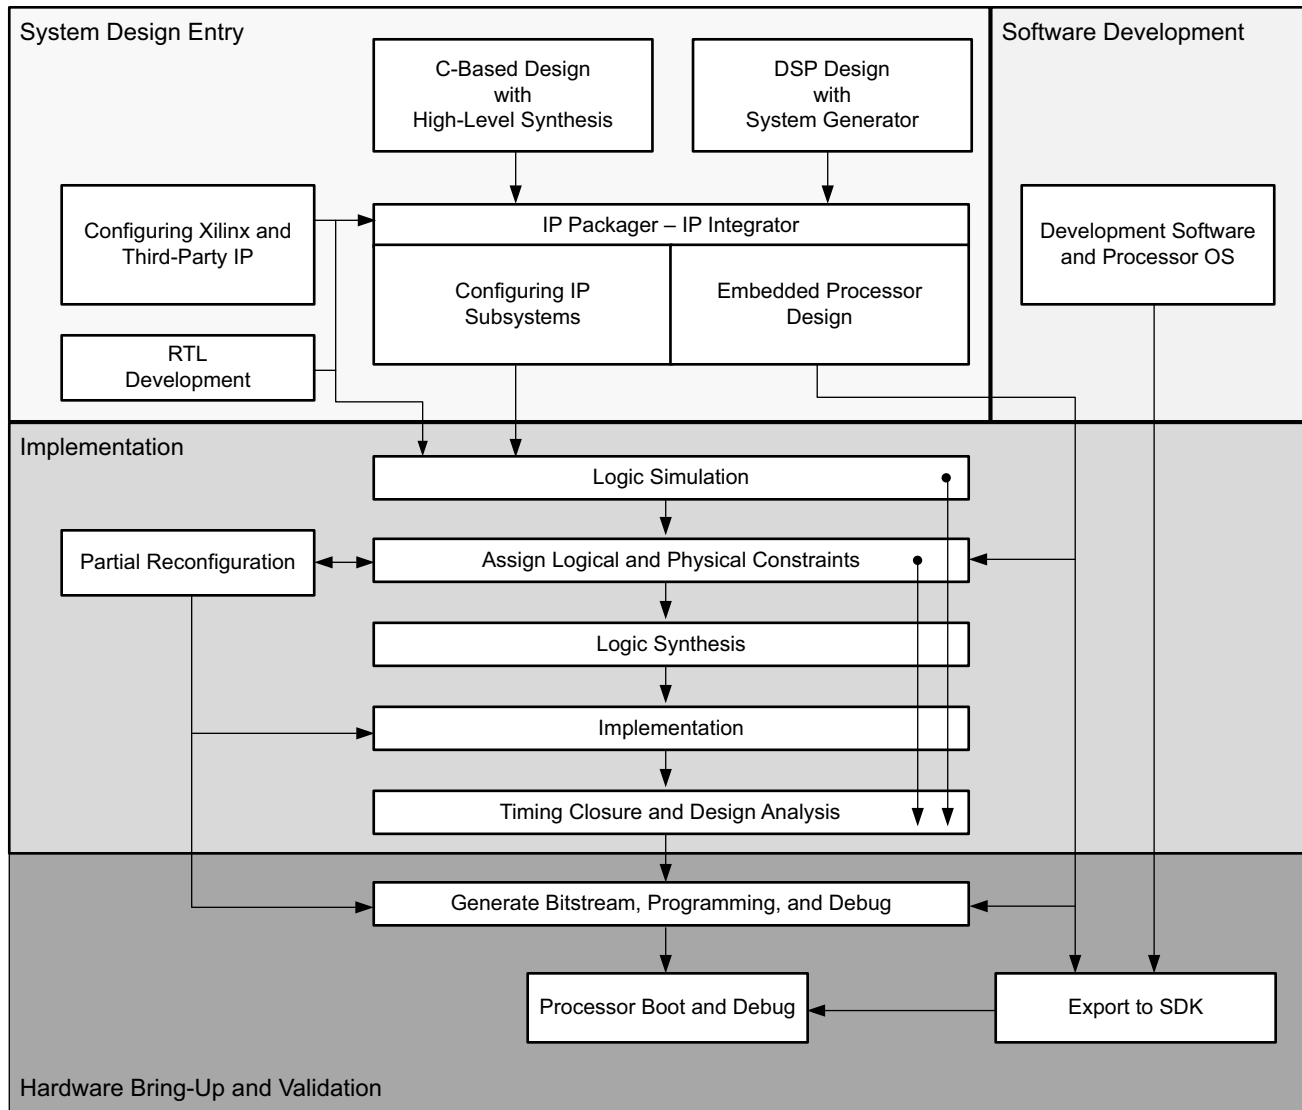 System Design Entry
Software Development
C-Based Design
with
High-Level Synthesis
DSP Design
with
System Generator
Configuring Xilinx and
Third-Party IP
IP Packager – IP Integrator
Development Software
and Processor OS
Configuring IP
Subsystems
Embedded Processor
Design
RTL
Development
Implementation
Logic Simulation
Partial Reconfiguration
Assign Logical and Physical Constraints
Logic Synthesis
Implementation
Timing Closure and Design Analysis
Generate Bitstream, Programming, and Debug
Processor Boot and Debug
Export to SDK
Hardware Bring-Up and Validation